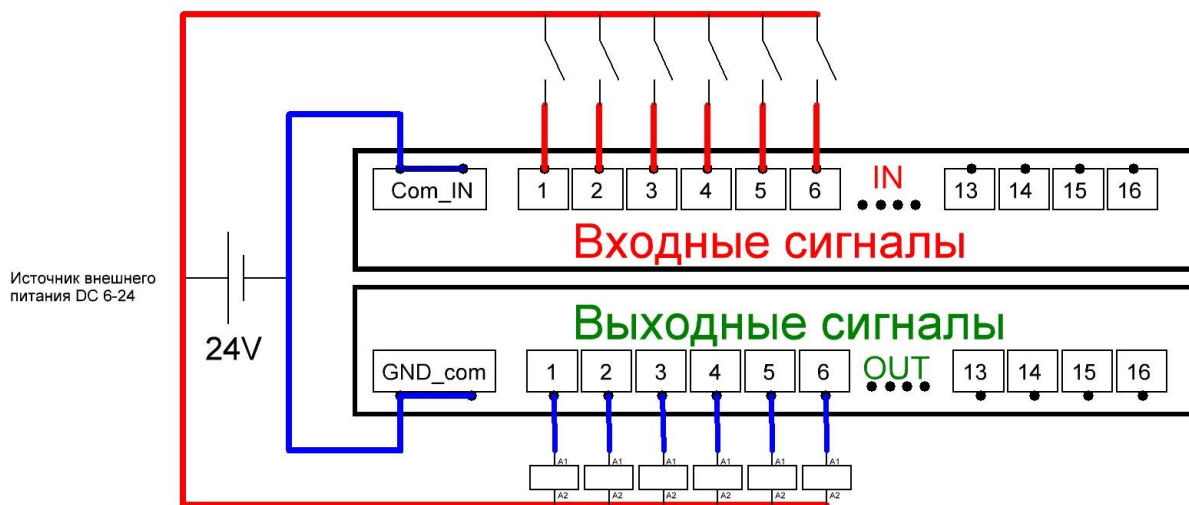 Com_IN
1 2 3 4 5 6
IN
13 14 15 16
Входные сигналы
Источник внешнего
питания DC 6-24
24V
Выходные сигналы
GND_com
1 2 3 4 5 6
OUT
13 14 15 16
A1 A1 A1 A1 A1 A1
A2 A2 A2 A2 A2 A2